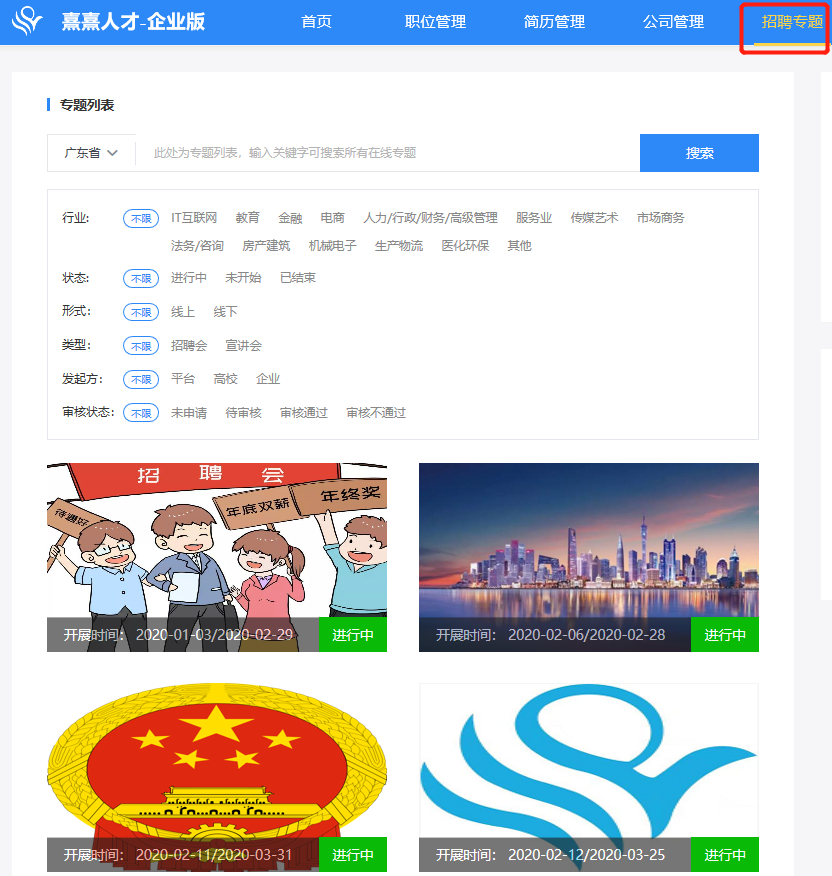 熹熹人才-企业版 首页 职位管理 简历管理 公司管理 招聘专题
专题列表
广东省 此处为专题列表，输入关键字可搜索所有在线专题 搜索
行业: 不限 IT互联网 教育 金融 电商 人力/行政/财务/高级管理 服务业 传媒艺术 市场商务
法务/咨询 房产建筑 机械电子 生产物流 医化环保 其他
状态: 不限 进行中 未开始 已结束
形式: 不限 线上 线下
类型: 不限 招聘会 宣讲会
发起方: 不限 平台 高校 企业
审核状态: 不限 未申请 待审核 审核通过 审核不通过
招聘会
待遇好
年底双薪
年终奖
开展时间: 2020-01-03/2020-02-29 进行中
开展时间: 2020-02-06/2020-02-28 进行中
开展时间: 2020-02-11/2020-03-31 进行中
开展时间: 2020-02-12/2020-03-25 进行中